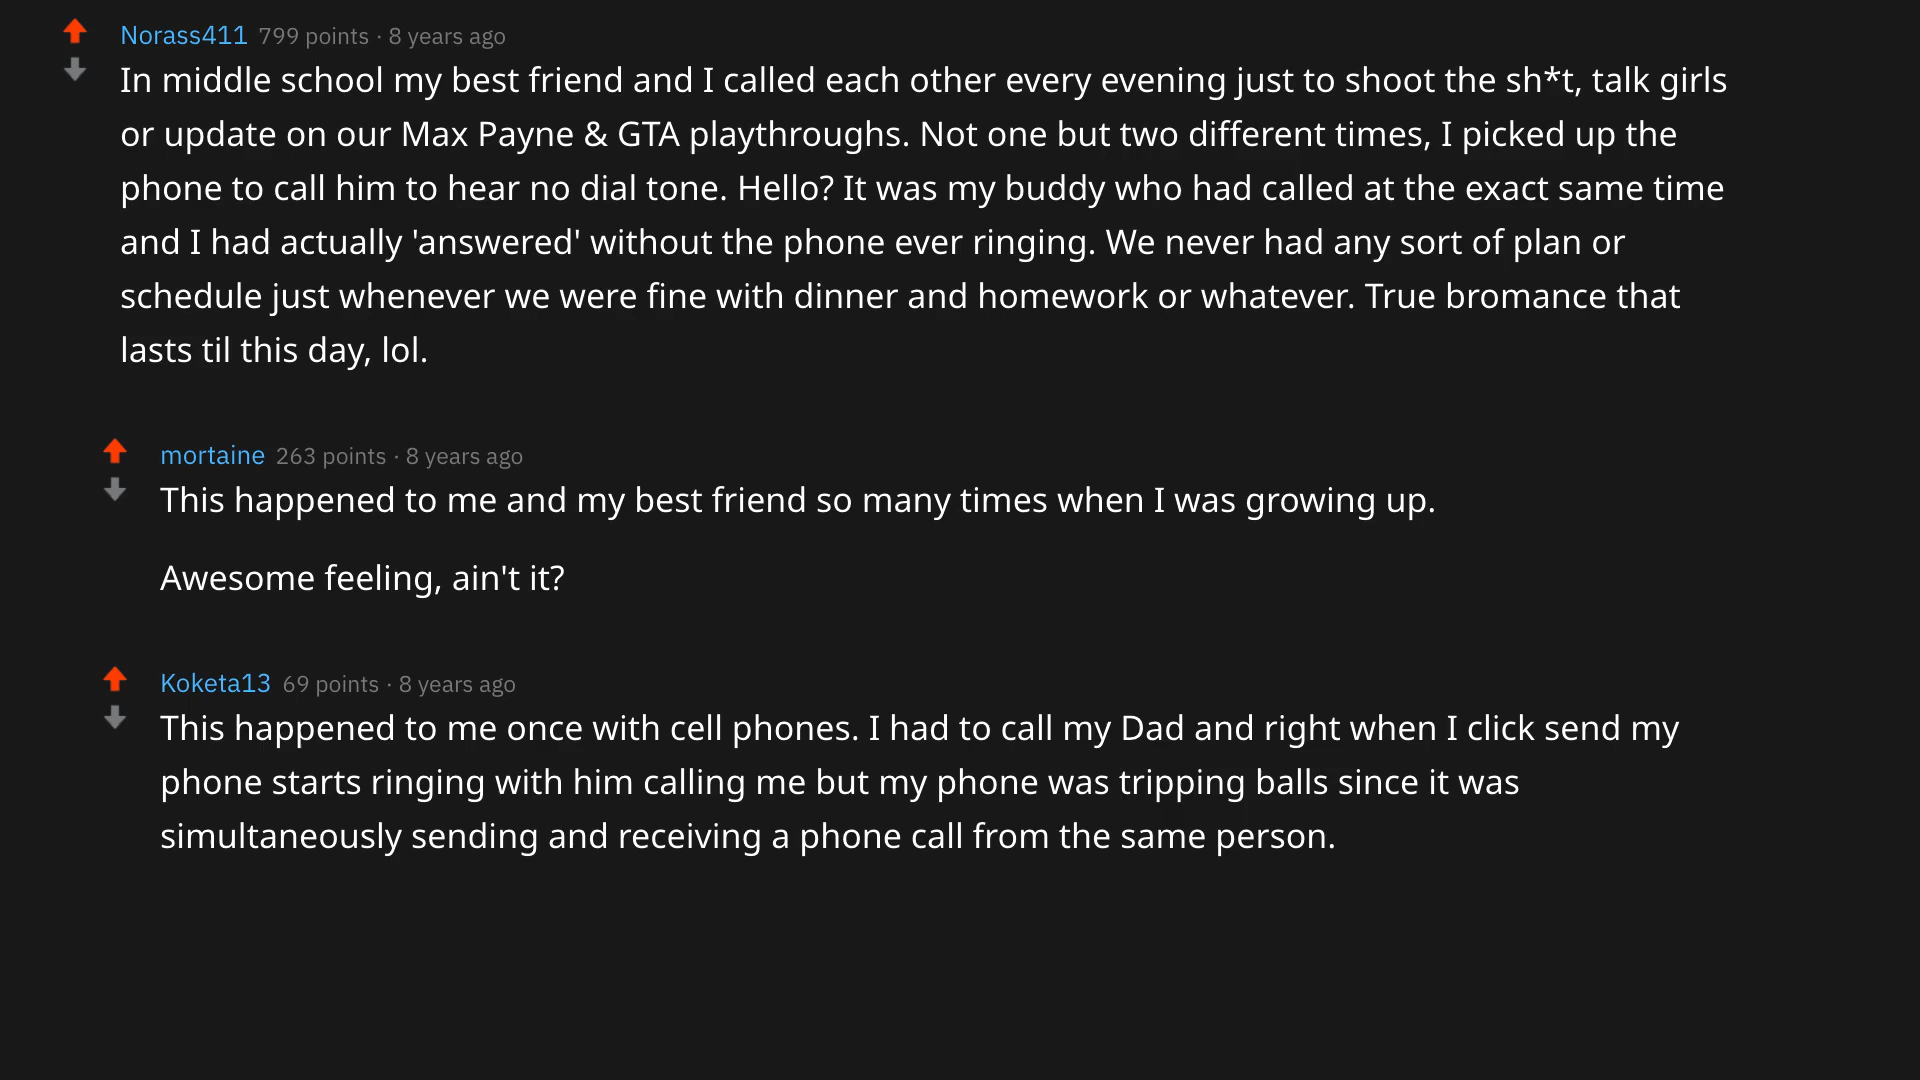 Norass411 799 points · 8 years ago
In middle school my best friend and I called each other every evening just to shoot the sh*t, talk girls
or update on our Max Payne & GTA playthroughs. Not one but two different times, I picked up the
phone to call him to hear no dial tone. Hello? It was my buddy who had called at the exact same time
and I had actually 'answered' without the phone ever ringing. We never had any sort of plan or
schedule just whenever we were fine with dinner and homework or whatever. True bromance that
lasts til this day, lol.
mortaine 263 points · 8 years ago
This happened to me and my best friend so many times when I was growing up.
Awesome feeling, ain't it?
Koketa13 69 points · 8 years ago
This happened to me once with cell phones. I had to call my Dad and right when I click send my
phone starts ringing with him calling me but my phone was tripping balls since it was
simultaneously sending and receiving a phone call from the same person.